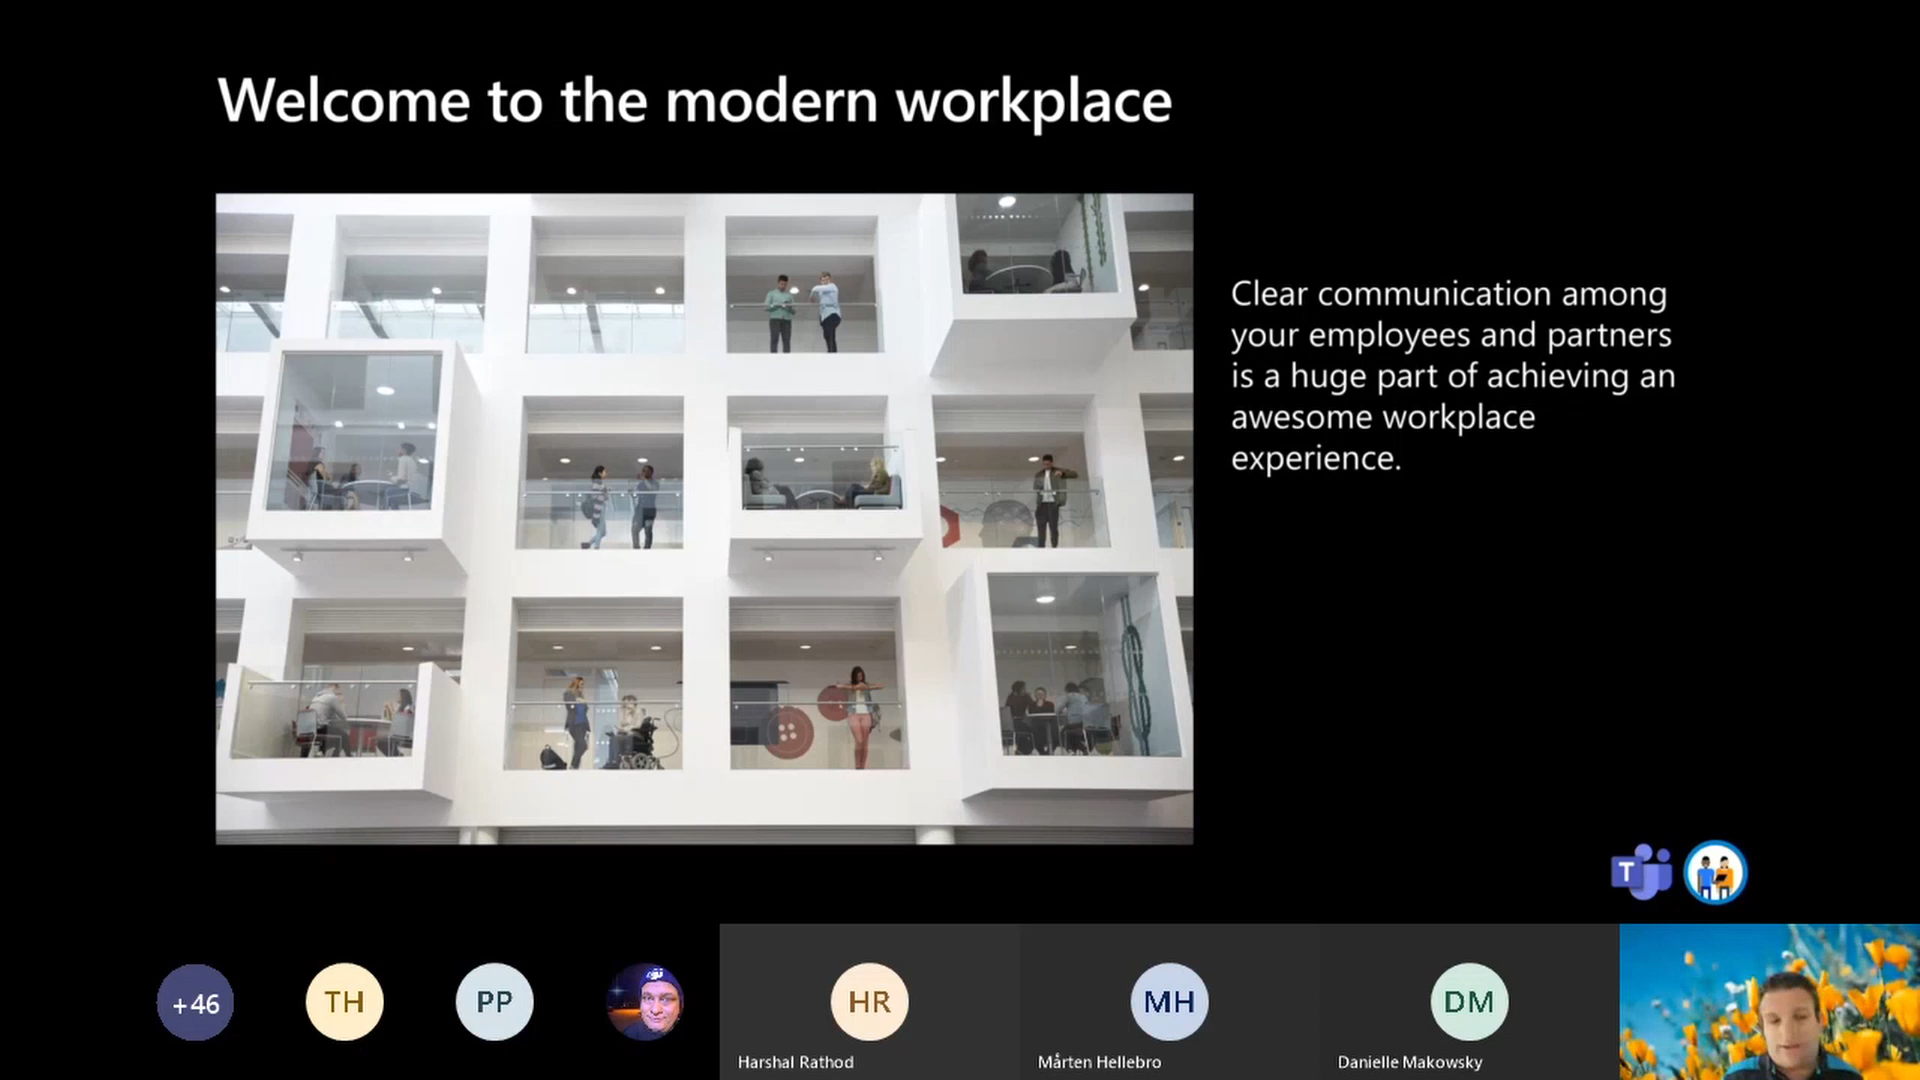 Welcome to the modern workplace
Clear communication among
your employees and partners
is a huge part of achieving an
awesome workplace
experience.
T
+46
TH
PP
HR
MH
DM
Harshal Rathod
Mårten Hellebro
Danielle Makowsky